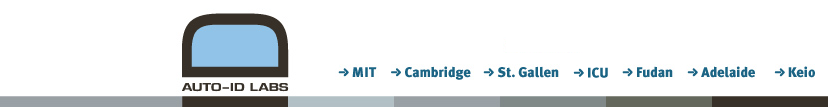 → MIT → Cambridge → St. Gallen → ICU → Fudan → Adelaide → Keio
AUTO-ID LABS